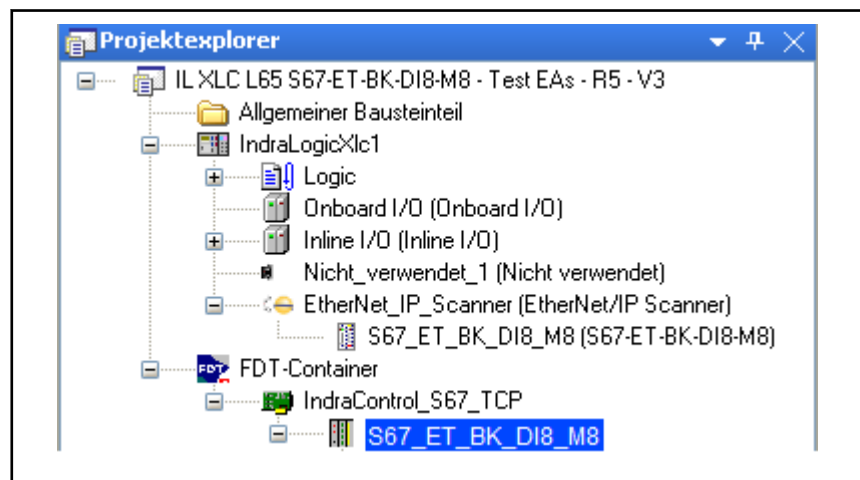 Projektexplorer
IL XLC L65 S67-ET-BK-DI8-M8 - Test EAs - R5 - V3
Allgemeiner Bausteinteil
IndraLogicXlc1
Logic
Onboard I/O (Onboard I/O)
Inline I/O (Inline I/O)
Nicht_verwendet_1 (Nicht verwendet)
EtherNet_IP_Scanner (EtherNet/IP Scanner)
S67_ET_BK_DI8_M8 (S67-ET-BK-DI8-M8)
FDT FDT-Container
IndraControl_S67_TCP
S67_ET_BK_DI8_M8